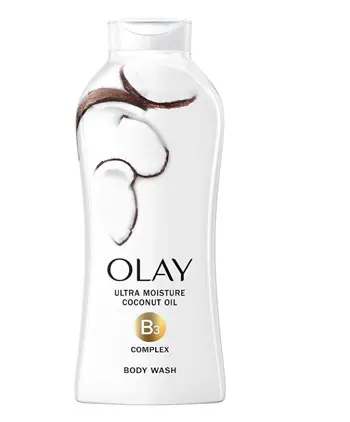 OLAY
ULTRA MOISTURE
COCONUT OIL
B3
COMPLEX
BODY WASH